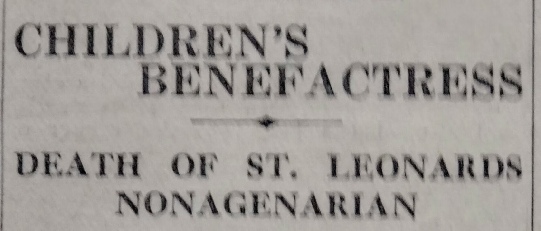 CHILDREN'S
BENEFACTRESS
DEATH OF ST. LEONARDS
NONAGENARIAN